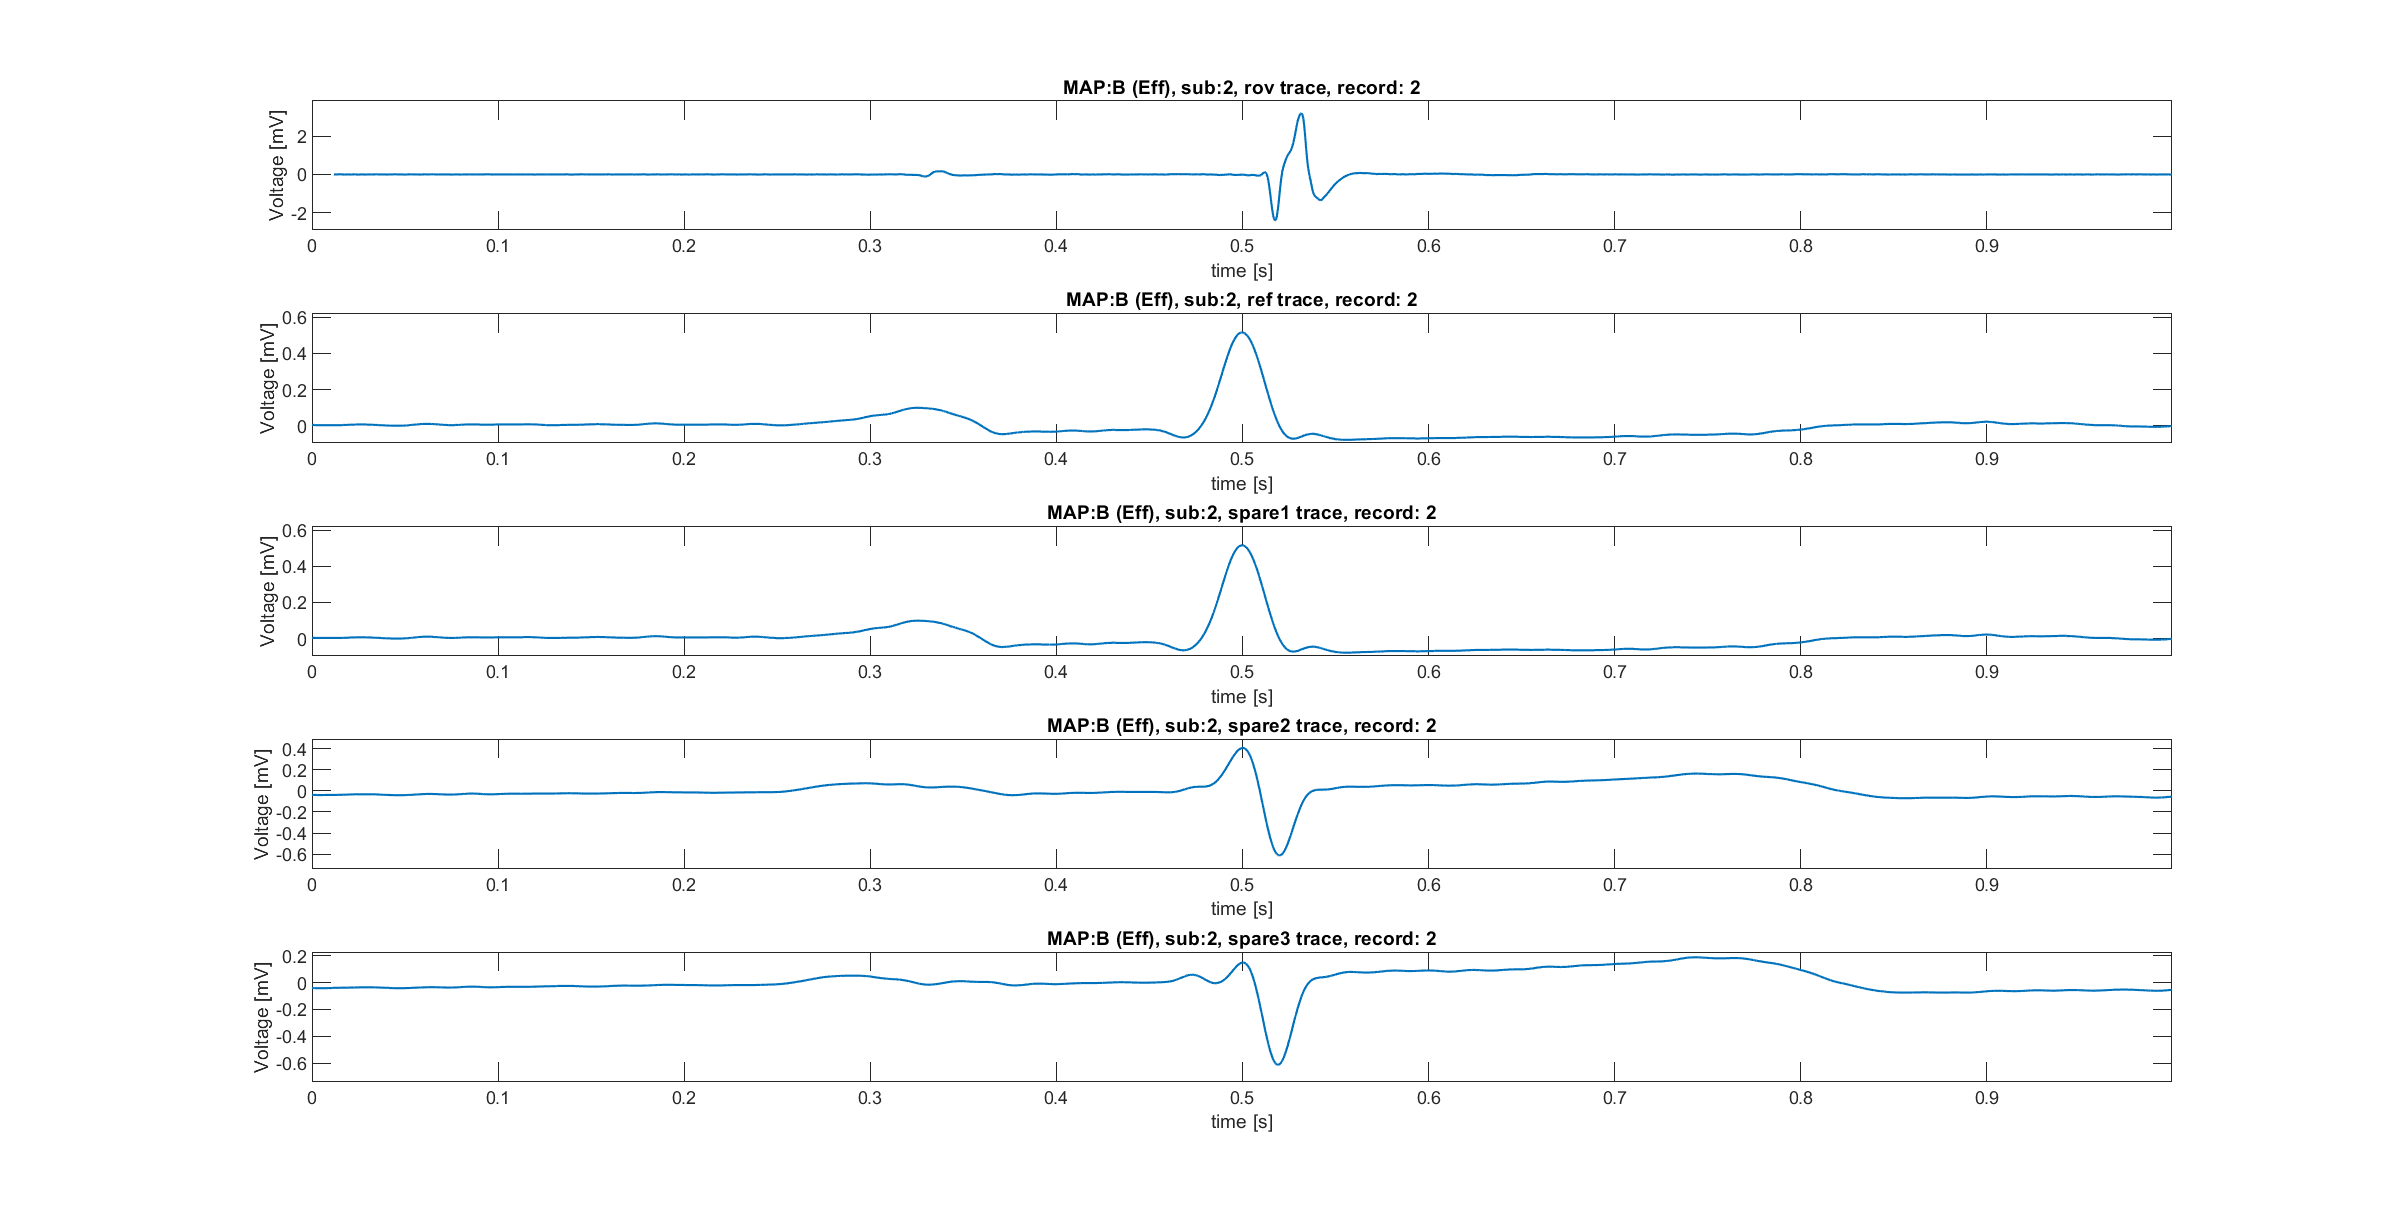 MAP:B (Eff), sub:2, rov trace, record: 2
Voltage [mV]
2
0
-2
0 0.1 0.2 0.3 0.4 0.5 0.6 0.7 0.8 0.9
time [s]
MAP:B (Eff), sub:2, ref trace, record: 2
Voltage [mV]
0.6
0.4
0.2
0
0 0.1 0.2 0.3 0.4 0.5 0.6 0.7 0.8 0.9
time [s]
MAP:B (Eff), sub:2, spare1 trace, record: 2
Voltage [mV]
0.6
0.4
0.2
0
0 0.1 0.2 0.3 0.4 0.5 0.6 0.7 0.8 0.9
time [s]
MAP:B (Eff), sub:2, spare2 trace, record: 2
Voltage [mV]
0.4
0.2
0
-0.2
-0.4
-0.6
0 0.1 0.2 0.3 0.4 0.5 0.6 0.7 0.8 0.9
time [s]
MAP:B (Eff), sub:2, spare3 trace, record: 2
Voltage [mV]
0.2
0
-0.2
-0.4
-0.6
0 0.1 0.2 0.3 0.4 0.5 0.6 0.7 0.8 0.9
time [s]